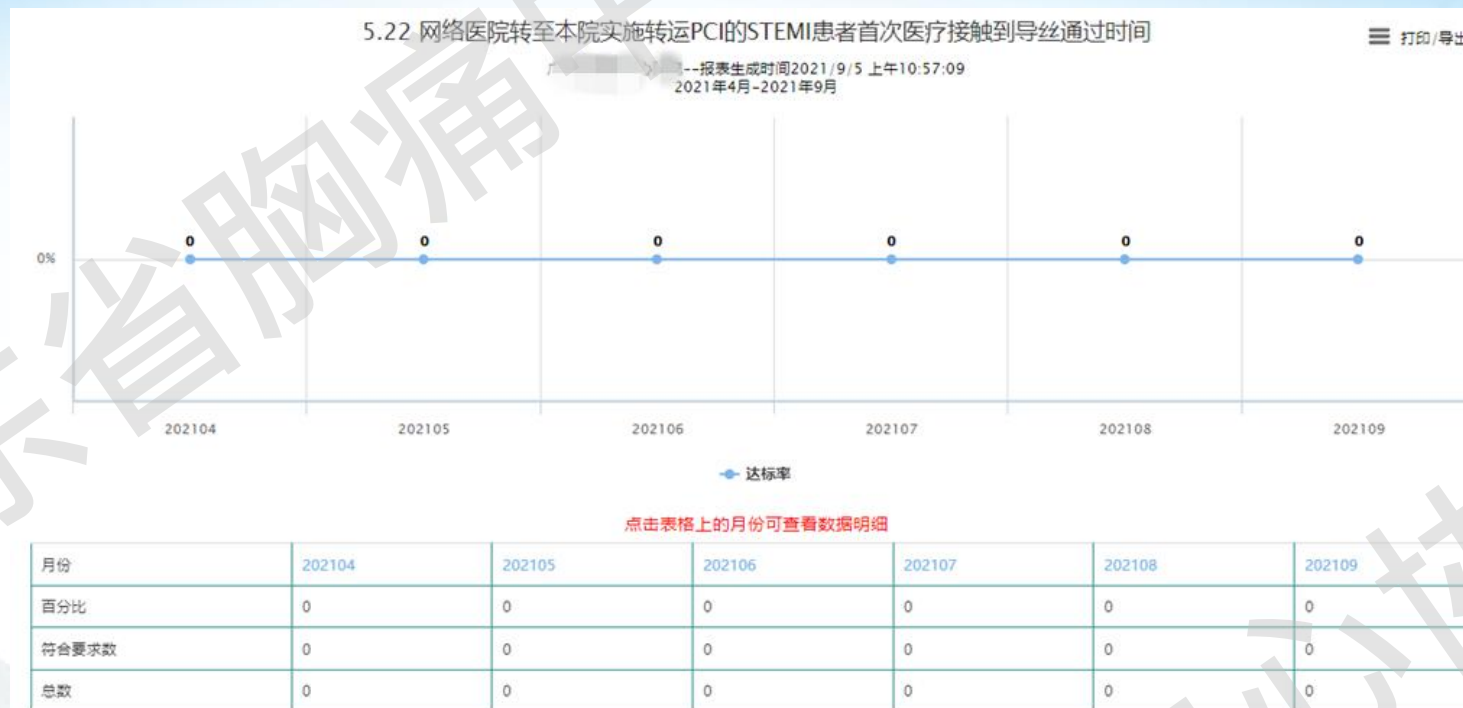 5.22 网络医院转至本院实施转运PCI的STEMI患者首次医疗接触到导丝通过时间
打印/导出
--报表生成时间2021/9/5 上午10:57:09
2021年4月-2021年9月
0 0 0 0 0 0
0%
202104 202105 202106 202107 202108 202109
达标率
点击表格上的月份可查看数据明细
月份 202104 202105 202106 202107 202108 202109
百分比 0 0 0 0 0 0
符合要求数 0 0 0 0 0 0
总数 0 0 0 0 0 0
省胸痛
心